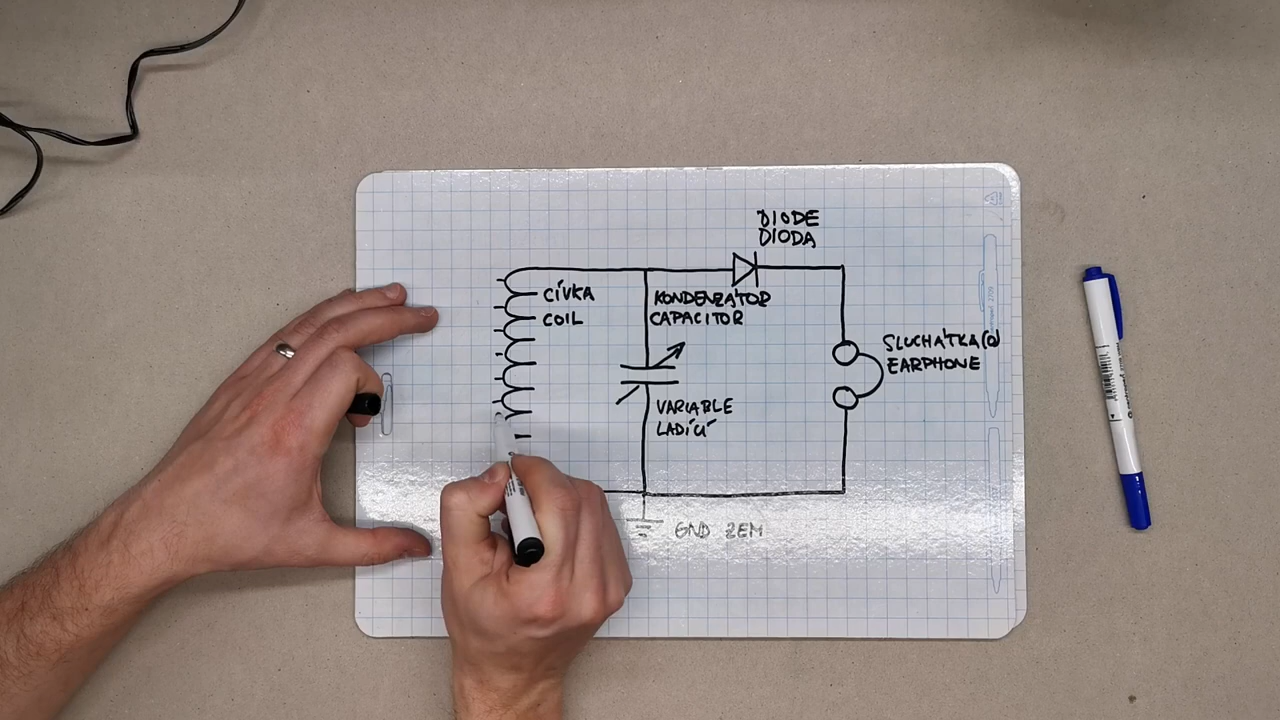 DIODE
DIODA
CÍVKA
COIL
KONDENZÁTOR
CAPACITOR
SLUCHÁTKA(O)
EARPHONE
VARIABLE
LADÍCÍ
GND ZEM